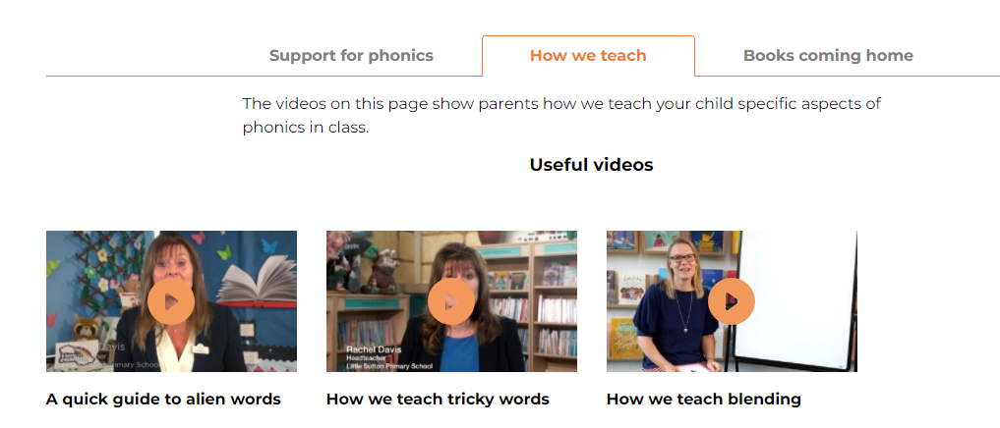 Support for phonics
How we teach
Books coming home
The videos on this page show parents how we teach your child specific aspects of
phonics in class.
Useful videos
Davis
Primary School
Rachel Davis
Headteacher
Little Sutton Primary School
A quick guide to alien words
How we teach tricky words
How we teach blending